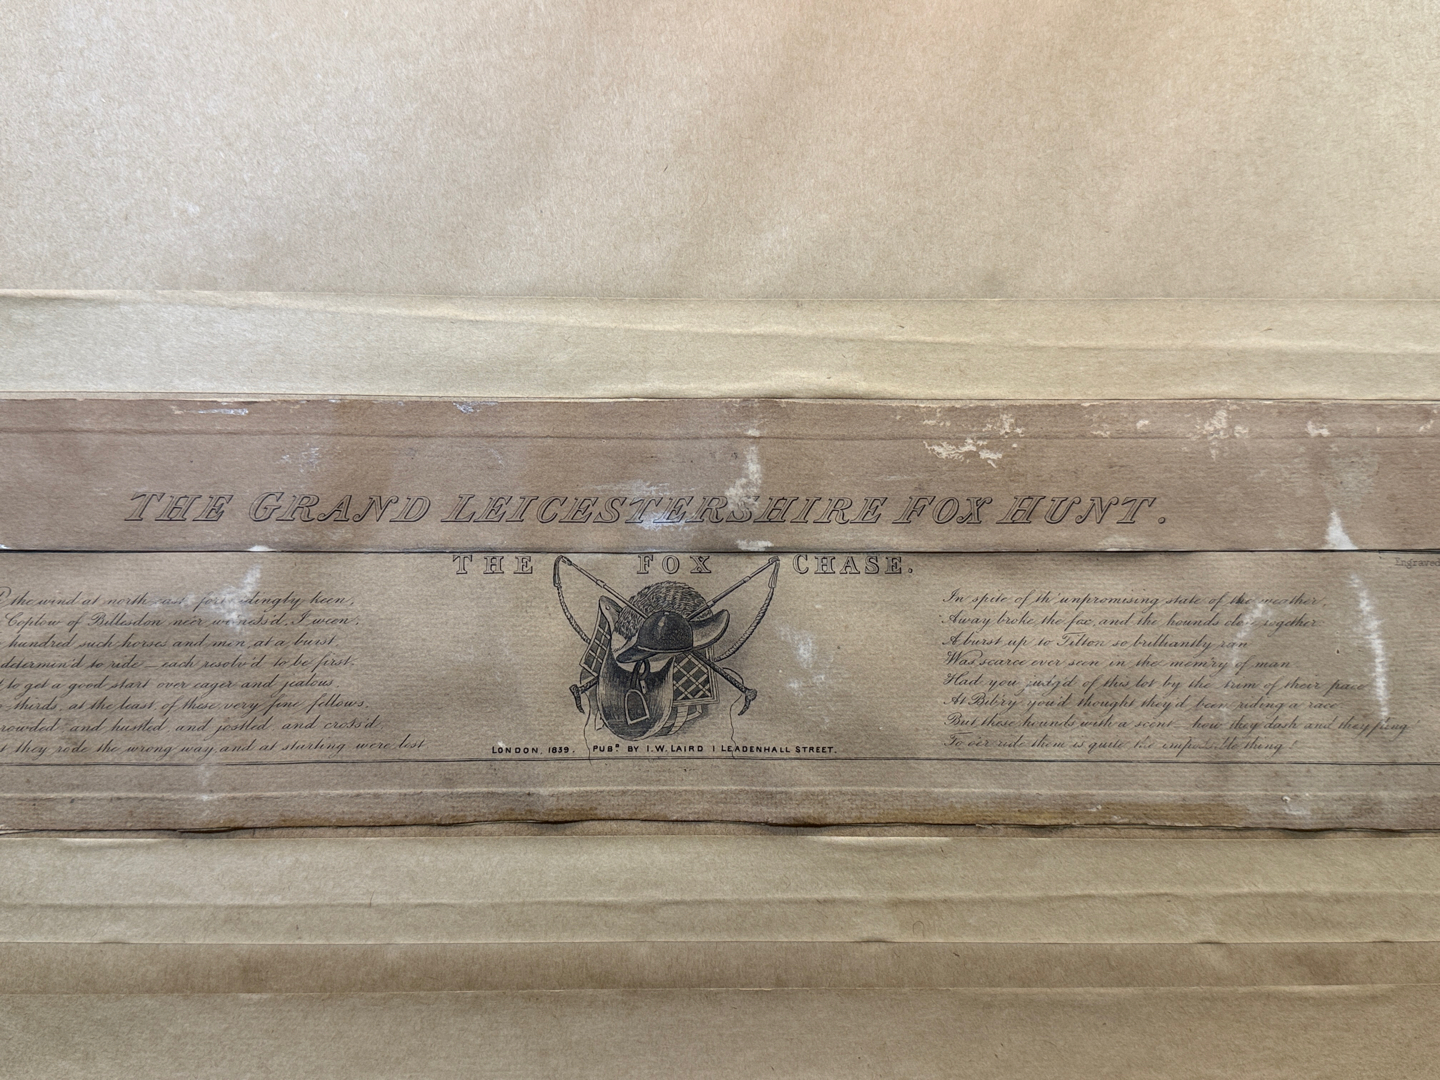 THE GRAND LEICESTERSHIRE FOX HUNT.
THE FOX CHASE.
Engraved
the wind at north-east forbiddingly keen,
Coplow of Billesdon neer witness'd, I ween,
hundred such horses and men, at a burst,
determin'd to ride — each resolv'd to be first.
to get a good start over eager and jealous
thirds, at the least of these very fine fellows,
crowded and hustled and jostled and cross'd
they rode the wrong way, and at starting were lost
In spite of th' unpromising state of the weather
Away broke the fox, and the hounds close together
A burst up to Tilton so brilliantly ran
Was scarce ever seen in the mem'ry of man
Had you judg'd of this lot by the trim of their pace
At Bib'ry you'd thought they'd been riding a race
But these hounds with a scent — how they dash and they fling
To o'er ride them is quite the impossible thing!
LONDON, 1839. PUBD BY I. W. LAIRD 1 LEADENHALL STREET.